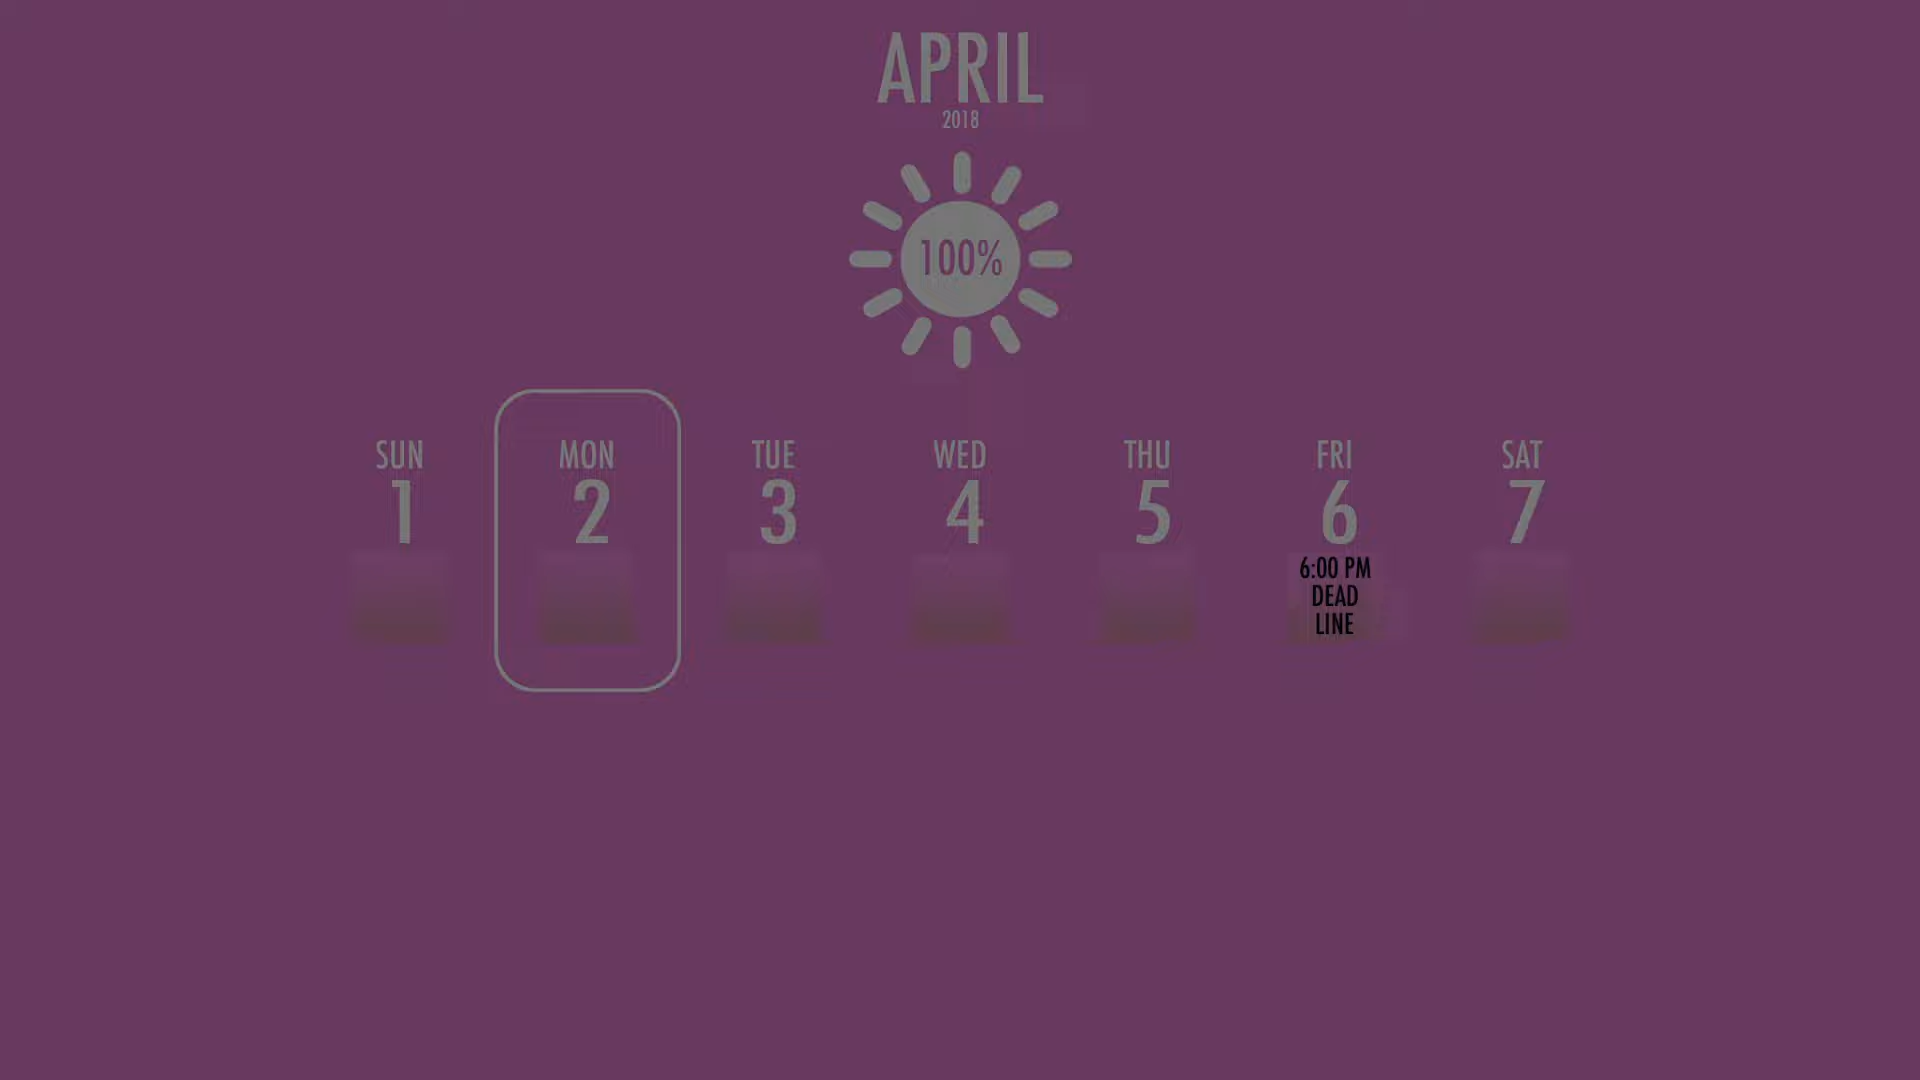 APRIL
2018
100%
SUN MON TUE WED THU FRI SAT
1 2 3 4 5 6 7
6:00 PM
DEAD
LINE